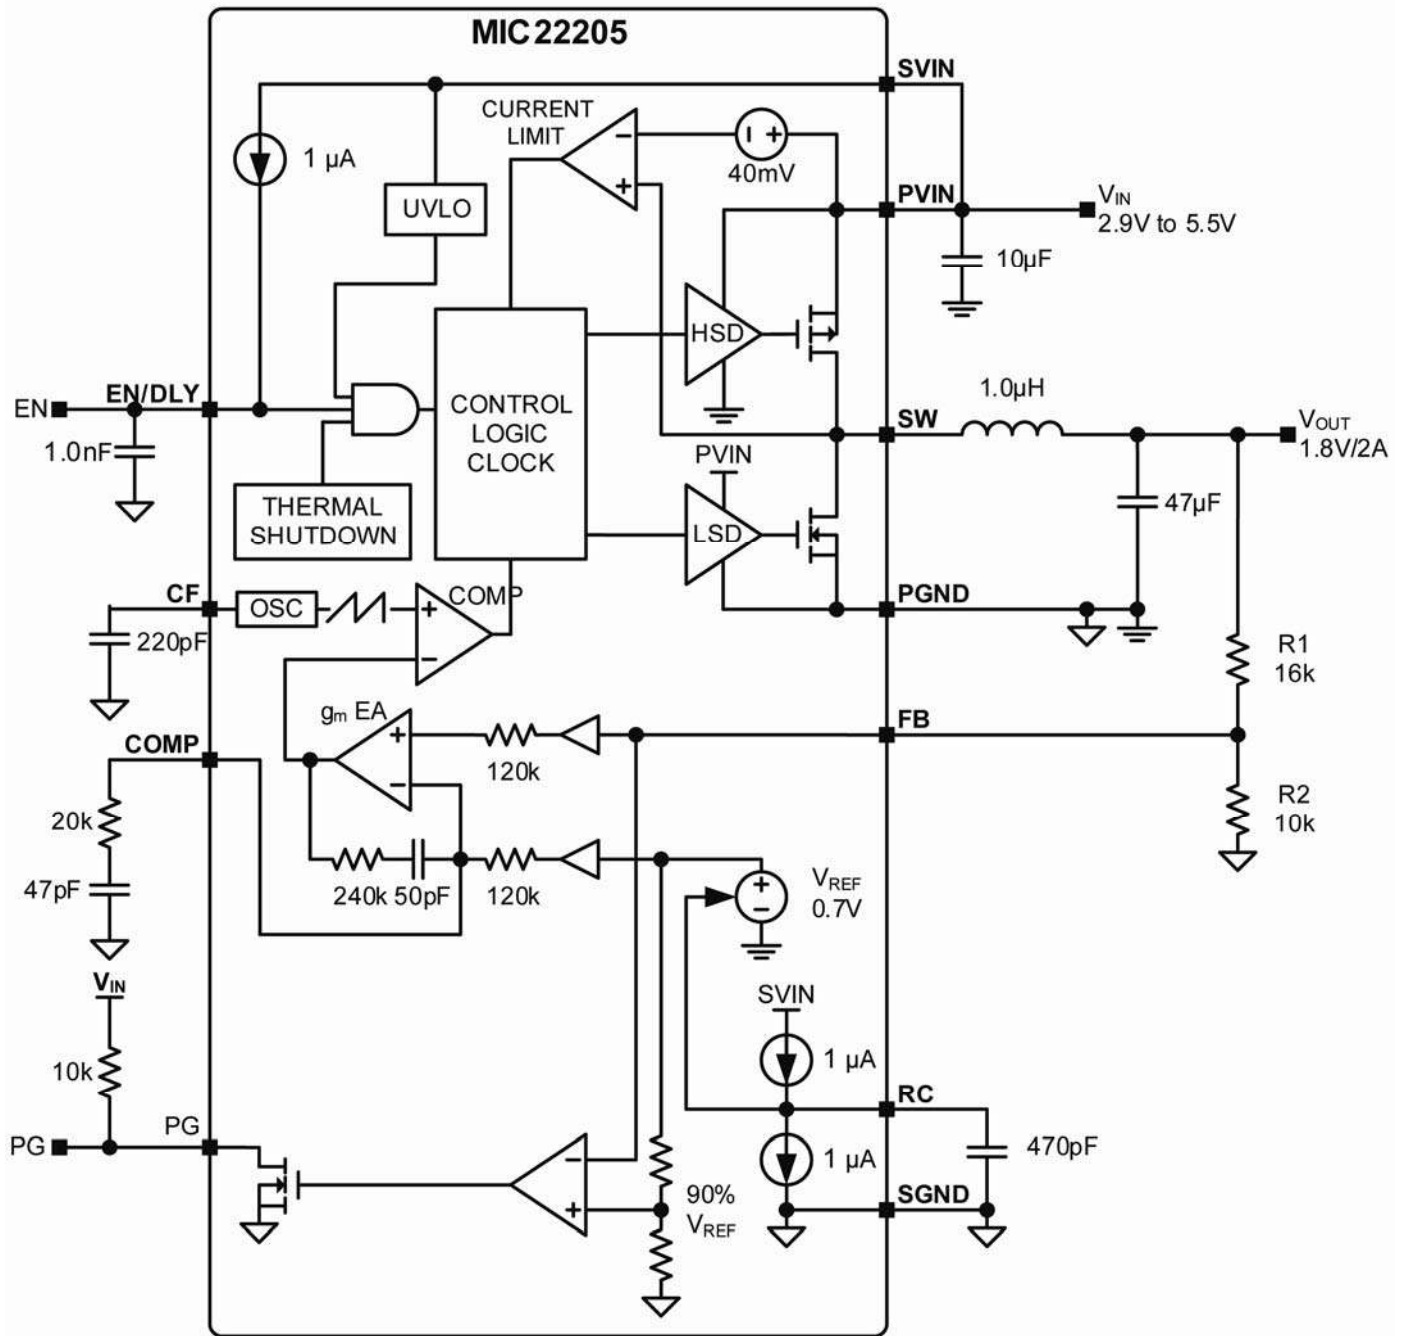 MIC22205
SVIN
CURRENT
LIMIT
− +
40mV
1 µA
UVLO
−
+
PVIN
VIN
2.9V to 5.5V
10µF
HSD
EN/DLY
EN
1.0nF
CONTROL
LOGIC
CLOCK
1.0µH
SW
VOUT
1.8V/2A
PVIN
THERMAL
SHUTDOWN
LSD
47µF
CF
OSC
COMP
+
−
PGND
220pF
R1
16k
gm EA
FB
COMP
+
−
120k
R2
10k
20k
240k 50pF
120k
47pF
+
−
VREF
0.7V
VIN
SVIN
10k
1 µA
RC
PG
PG
−
+
470pF
1 µA
90%
VREF
SGND